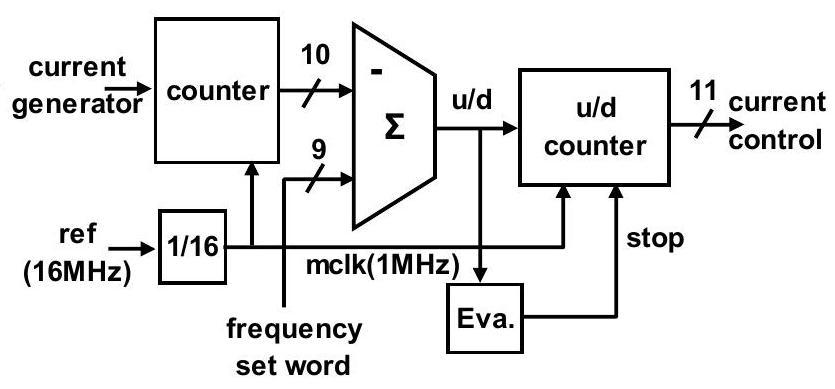 current
generator
counter
10
-
Σ
9
u/d
u/d
counter
11
current
control
ref
(16MHz)
1/16
mclk(1MHz)
stop
Eva.
frequency
set word